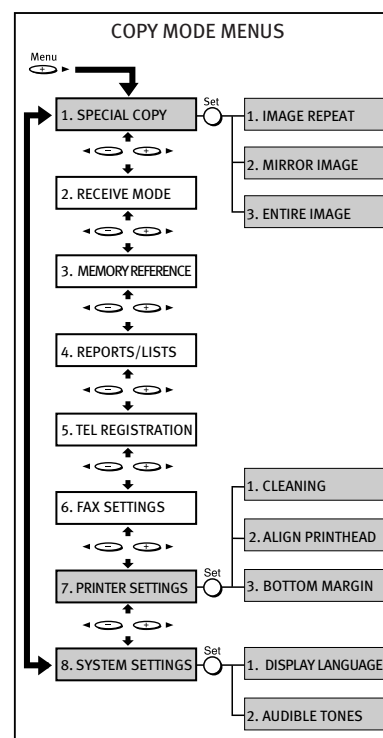 COPY MODE MENUS
Menu
+
1. SPECIAL COPY
Set
1. IMAGE REPEAT
− +
2. MIRROR IMAGE
2. RECEIVE MODE
3. ENTIRE IMAGE
− +
3. MEMORY REFERENCE
− +
4. REPORTS/LISTS
− +
5. TEL REGISTRATION
− +
1. CLEANING
6. FAX SETTINGS
2. ALIGN PRINTHEAD
− +
7. PRINTER SETTINGS
Set
3. BOTTOM MARGIN
− +
8. SYSTEM SETTINGS
Set
1. DISPLAY LANGUAGE
2. AUDIBLE TONES